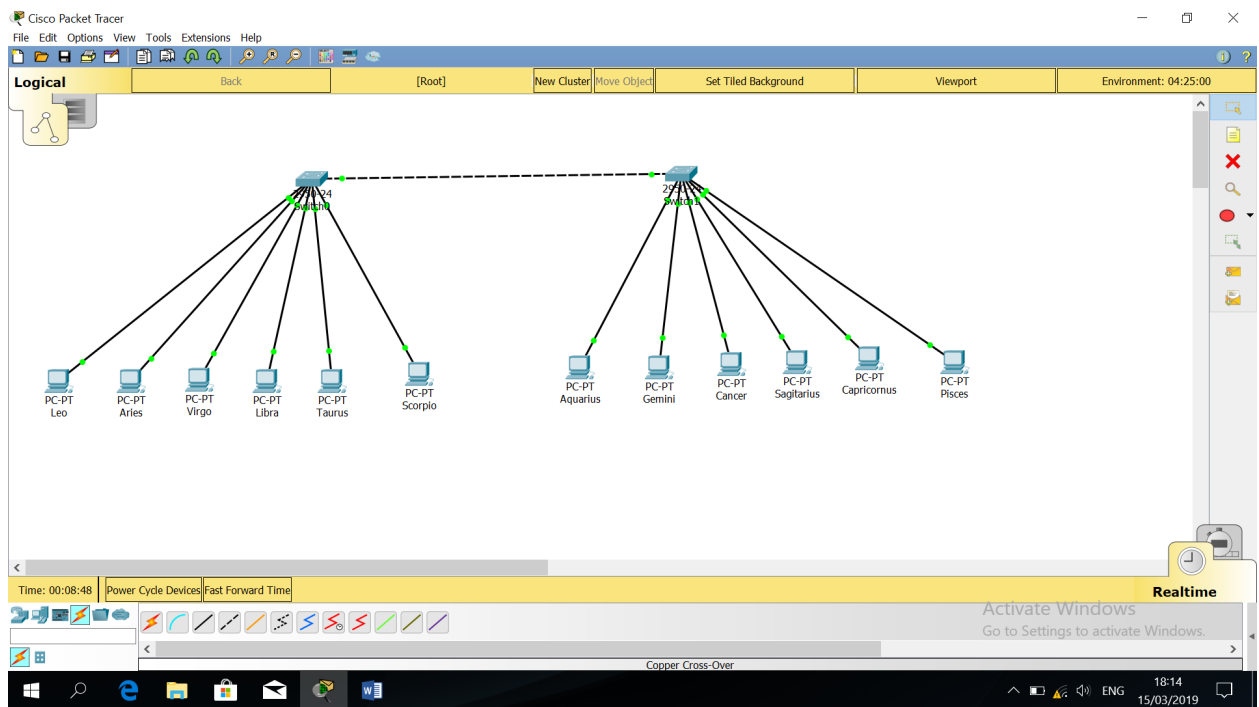 Cisco Packet Tracer
File Edit Options View Tools Extensions Help
Logical Back [Root] New Cluster Move Object Set Tiled Background Viewport Environment: 04:25:00
2950-24
Switch0
Switch1
PC-PT
Leo
PC-PT
Aries
PC-PT
Virgo
PC-PT
Libra
PC-PT
Taurus
PC-PT
Scorpio
PC-PT
Aquarius
PC-PT
Gemini
PC-PT
Cancer
PC-PT
Sagitarius
PC-PT
Capricornus
PC-PT
Pisces
Time: 00:08:48 Power Cycle Devices Fast Forward Time Realtime
Activate Windows
Go to Settings to activate Windows.
Copper Cross-Over
ENG
18:14
15/03/2019